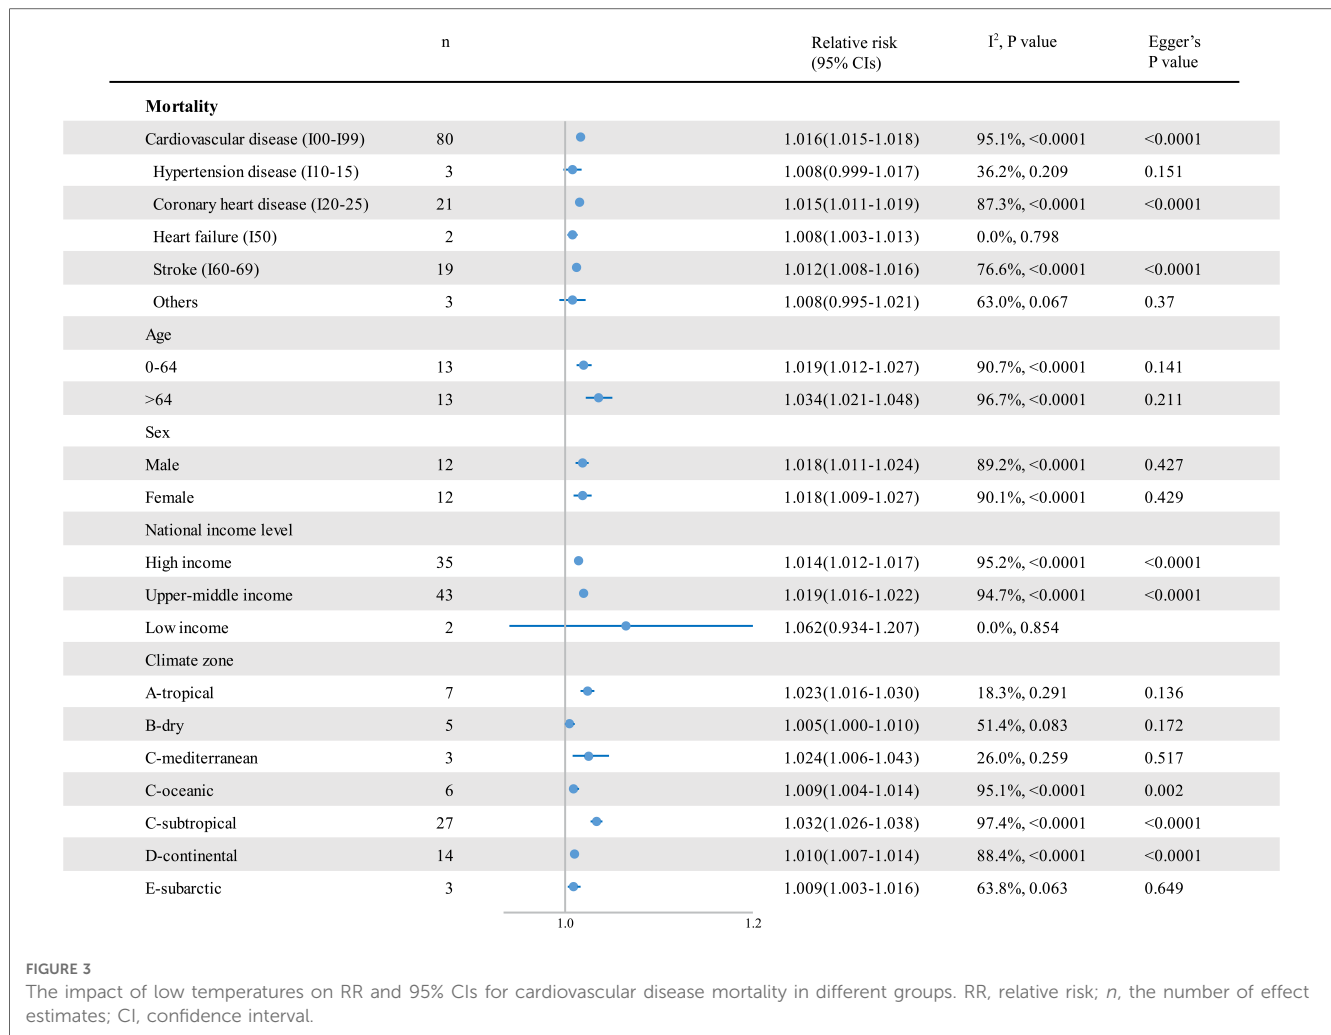 n Relative risk I², P value Egger's
(95% CIs) P value
Mortality
Cardiovascular disease (I00-I99) 80 1.016(1.015-1.018) 95.1%, <0.0001 <0.0001
Hypertension disease (I10-15) 3 1.008(0.999-1.017) 36.2%, 0.209 0.151
Coronary heart disease (I20-25) 21 1.015(1.011-1.019) 87.3%, <0.0001 <0.0001
Heart failure (I50) 2 1.008(1.003-1.013) 0.0%, 0.798
Stroke (I60-69) 19 1.012(1.008-1.016) 76.6%, <0.0001 <0.0001
Others 3 1.008(0.995-1.021) 63.0%, 0.067 0.37
Age
0-64 13 1.019(1.012-1.027) 90.7%, <0.0001 0.141
>64 13 1.034(1.021-1.048) 96.7%, <0.0001 0.211
Sex
Male 12 1.018(1.011-1.024) 89.2%, <0.0001 0.427
Female 12 1.018(1.009-1.027) 90.1%, <0.0001 0.429
National income level
High income 35 1.014(1.012-1.017) 95.2%, <0.0001 <0.0001
Upper-middle income 43 1.019(1.016-1.022) 94.7%, <0.0001 <0.0001
Low income 2 1.062(0.934-1.207) 0.0%, 0.854
Climate zone
A-tropical 7 1.023(1.016-1.030) 18.3%, 0.291 0.136
B-dry 5 1.005(1.000-1.010) 51.4%, 0.083 0.172
C-mediterranean 3 1.024(1.006-1.043) 26.0%, 0.259 0.517
C-oceanic 6 1.009(1.004-1.014) 95.1%, <0.0001 0.002
C-subtropical 27 1.032(1.026-1.038) 97.4%, <0.0001 <0.0001
D-continental 14 1.010(1.007-1.014) 88.4%, <0.0001 <0.0001
E-subarctic 3 1.009(1.003-1.016) 63.8%, 0.063 0.649
1.0 1.2
FIGURE 3
The impact of low temperatures on RR and 95% CIs for cardiovascular disease mortality in different groups. RR, relative risk; n, the number of effect
estimates; CI, confidence interval.